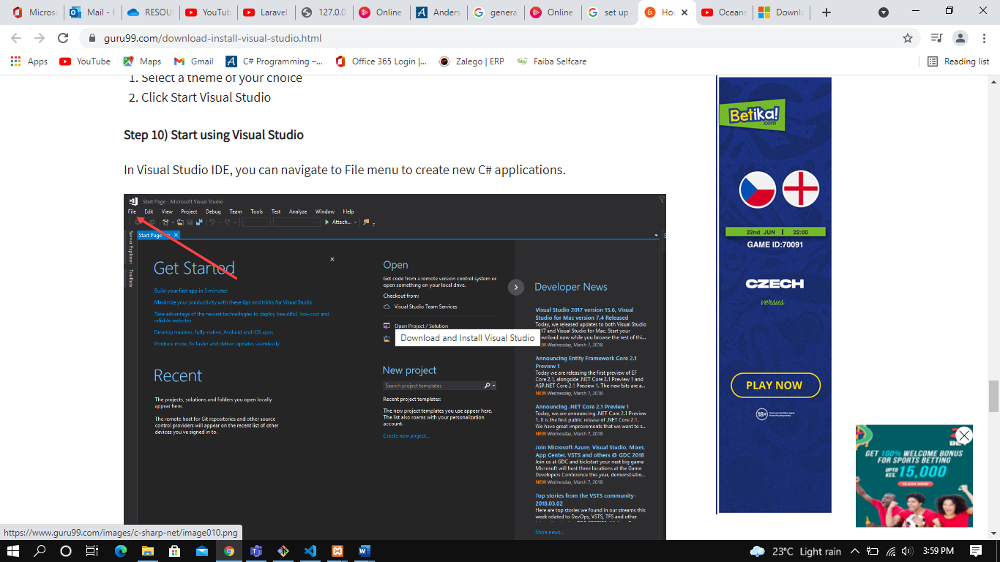 Micros
Mail - E
RESOU
YouTub
Laravel
127.0.0
Online
Anders
genera
Online
set up
How
Oceans
Downlo
guru99.com/download-install-visual-studio.html
Apps
YouTube
Maps
Gmail
C# Programming –...
Office 365 Login |...
Zalego | ERP
Faiba Selfcare
Reading list
1. Select a theme of your choice
2. Click Start Visual Studio
Step 10) Start using Visual Studio
In Visual Studio IDE, you can navigate to File menu to create new C# applications.
Start Page - Microsoft Visual Studio
File Edit View Project Debug Team Tools Test Analyze Window Help
Attach...
Server Explorer
Toolbox
Start Page
Get Started
Build your first app in 5 minutes
Maximize your productivity with these tips and tricks for Visual Studio
Take advantage of the newest technologies to deploy beautiful, low-cost and
reliable websites
Develop modern, fully-native, Android and iOS apps
Produce more, fix faster and deliver updates seamlessly
Recent
The projects, solutions and folders you open locally
appear here.
The remote host for Git repositories and other source
control providers will appear on the recent list of other
devices you've signed in to.
Open
Get code from a remote version control system or
open something on your local drive.
Checkout from:
Visual Studio Team Services
Open Project / Solution
Download and Install Visual Studio
New project
Search project templates
Recent project templates:
The new project templates you use appear here.
The list also roams with your personalization
account.
Create new project...
Developer News
Visual Studio 2017 version 15.6, Visual
Studio for Mac version 7.4 Released
Today, we released updates to both Visual Studio
17 and Visual Studio for Mac. Start your
download now while you browse the rest of thi...
Wednesday, March 7, 2018
Announcing Entity Framework Core 2.1
Preview 1
Today we are releasing the first preview of EF
Core 2.1, alongside .NET Core 2.1 Preview 1 and
ASP.NET Core 2.1 Preview 1. The new bits are a...
NEW Wednesday, March 7, 2018
Announcing .NET Core 2.1 Preview 1
Today, we are announcing .NET Core 2.1 Preview
1. It is the first public release of .NET Core 2.1.
We have great improvements that we want to s...
NEW Wednesday, March 7, 2018
Join Microsoft Azure, Visual Studio, Mixer,
App Center, VSTS and others @ GDC 2018
Join us at GDC and kickstart your next big game
Microsoft will host three locations at the Game
Developers Conference this year, demonstratin...
NEW Wednesday, March 7, 2018
Top stories from the VSTS community–
2018.03.02
Here are top stories we found in our streams this
week related to DevOps, VSTS, TFS and other
More news...
Betika!
.com
22nd JUN | 22:00
GAME ID:70091
CZECH
versus
PLAY NOW
18+
BET
GET 100% WELCOME BONUS
FOR SPORTS BETTING
UPTO
KES. 15,000
CLAIM NOW
https://www.guru99.com/images/c-sharp-net/image010.png
23°C Light rain
3:59 PM